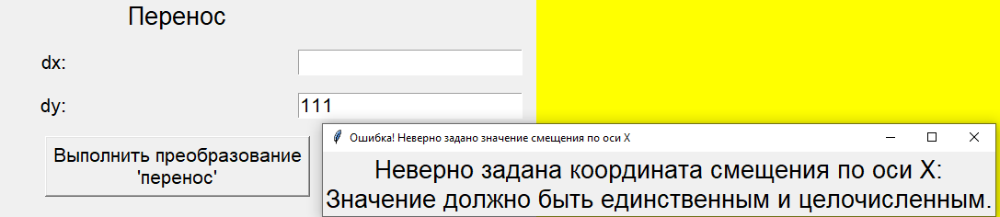 Перенос
dx:
dy:
111
Выполнить преобразование
'перенос'
Ошибка! Неверно задано значение смещения по оси X
Неверно задана координата смещения по оси X:
Значение должно быть единственным и целочисленным.